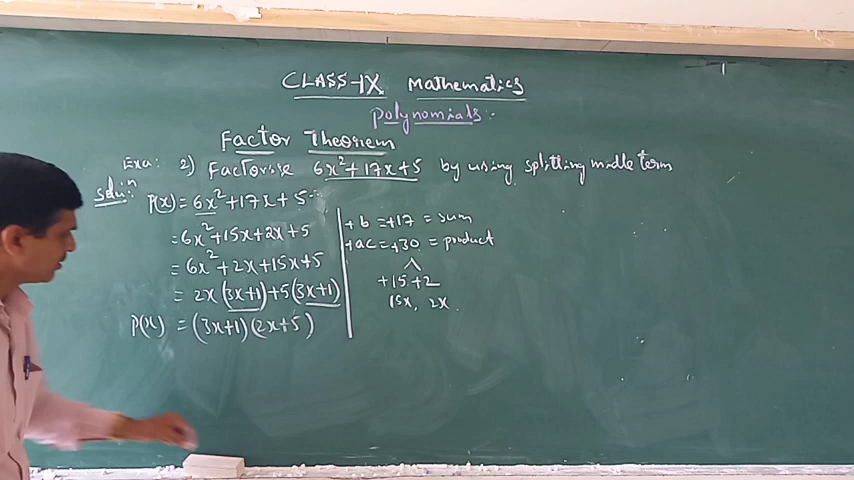 CLASS-IX Mathematics
Polynomials:
Factor Theorem
Exa: 2) Factorise 6x²+17x+5 by using splitting middle term
Solu:ⁿ
p(x) = 6x²+17x+5
= 6x²+15x+2x+5
= 6x²+2x+15x+5
= 2x(3x+1)+5(3x+1)
p(x) = (3x+1)(2x+5)
+b = +17 = sum
+ac = +30 = product
+15 +2
15x, 2x.